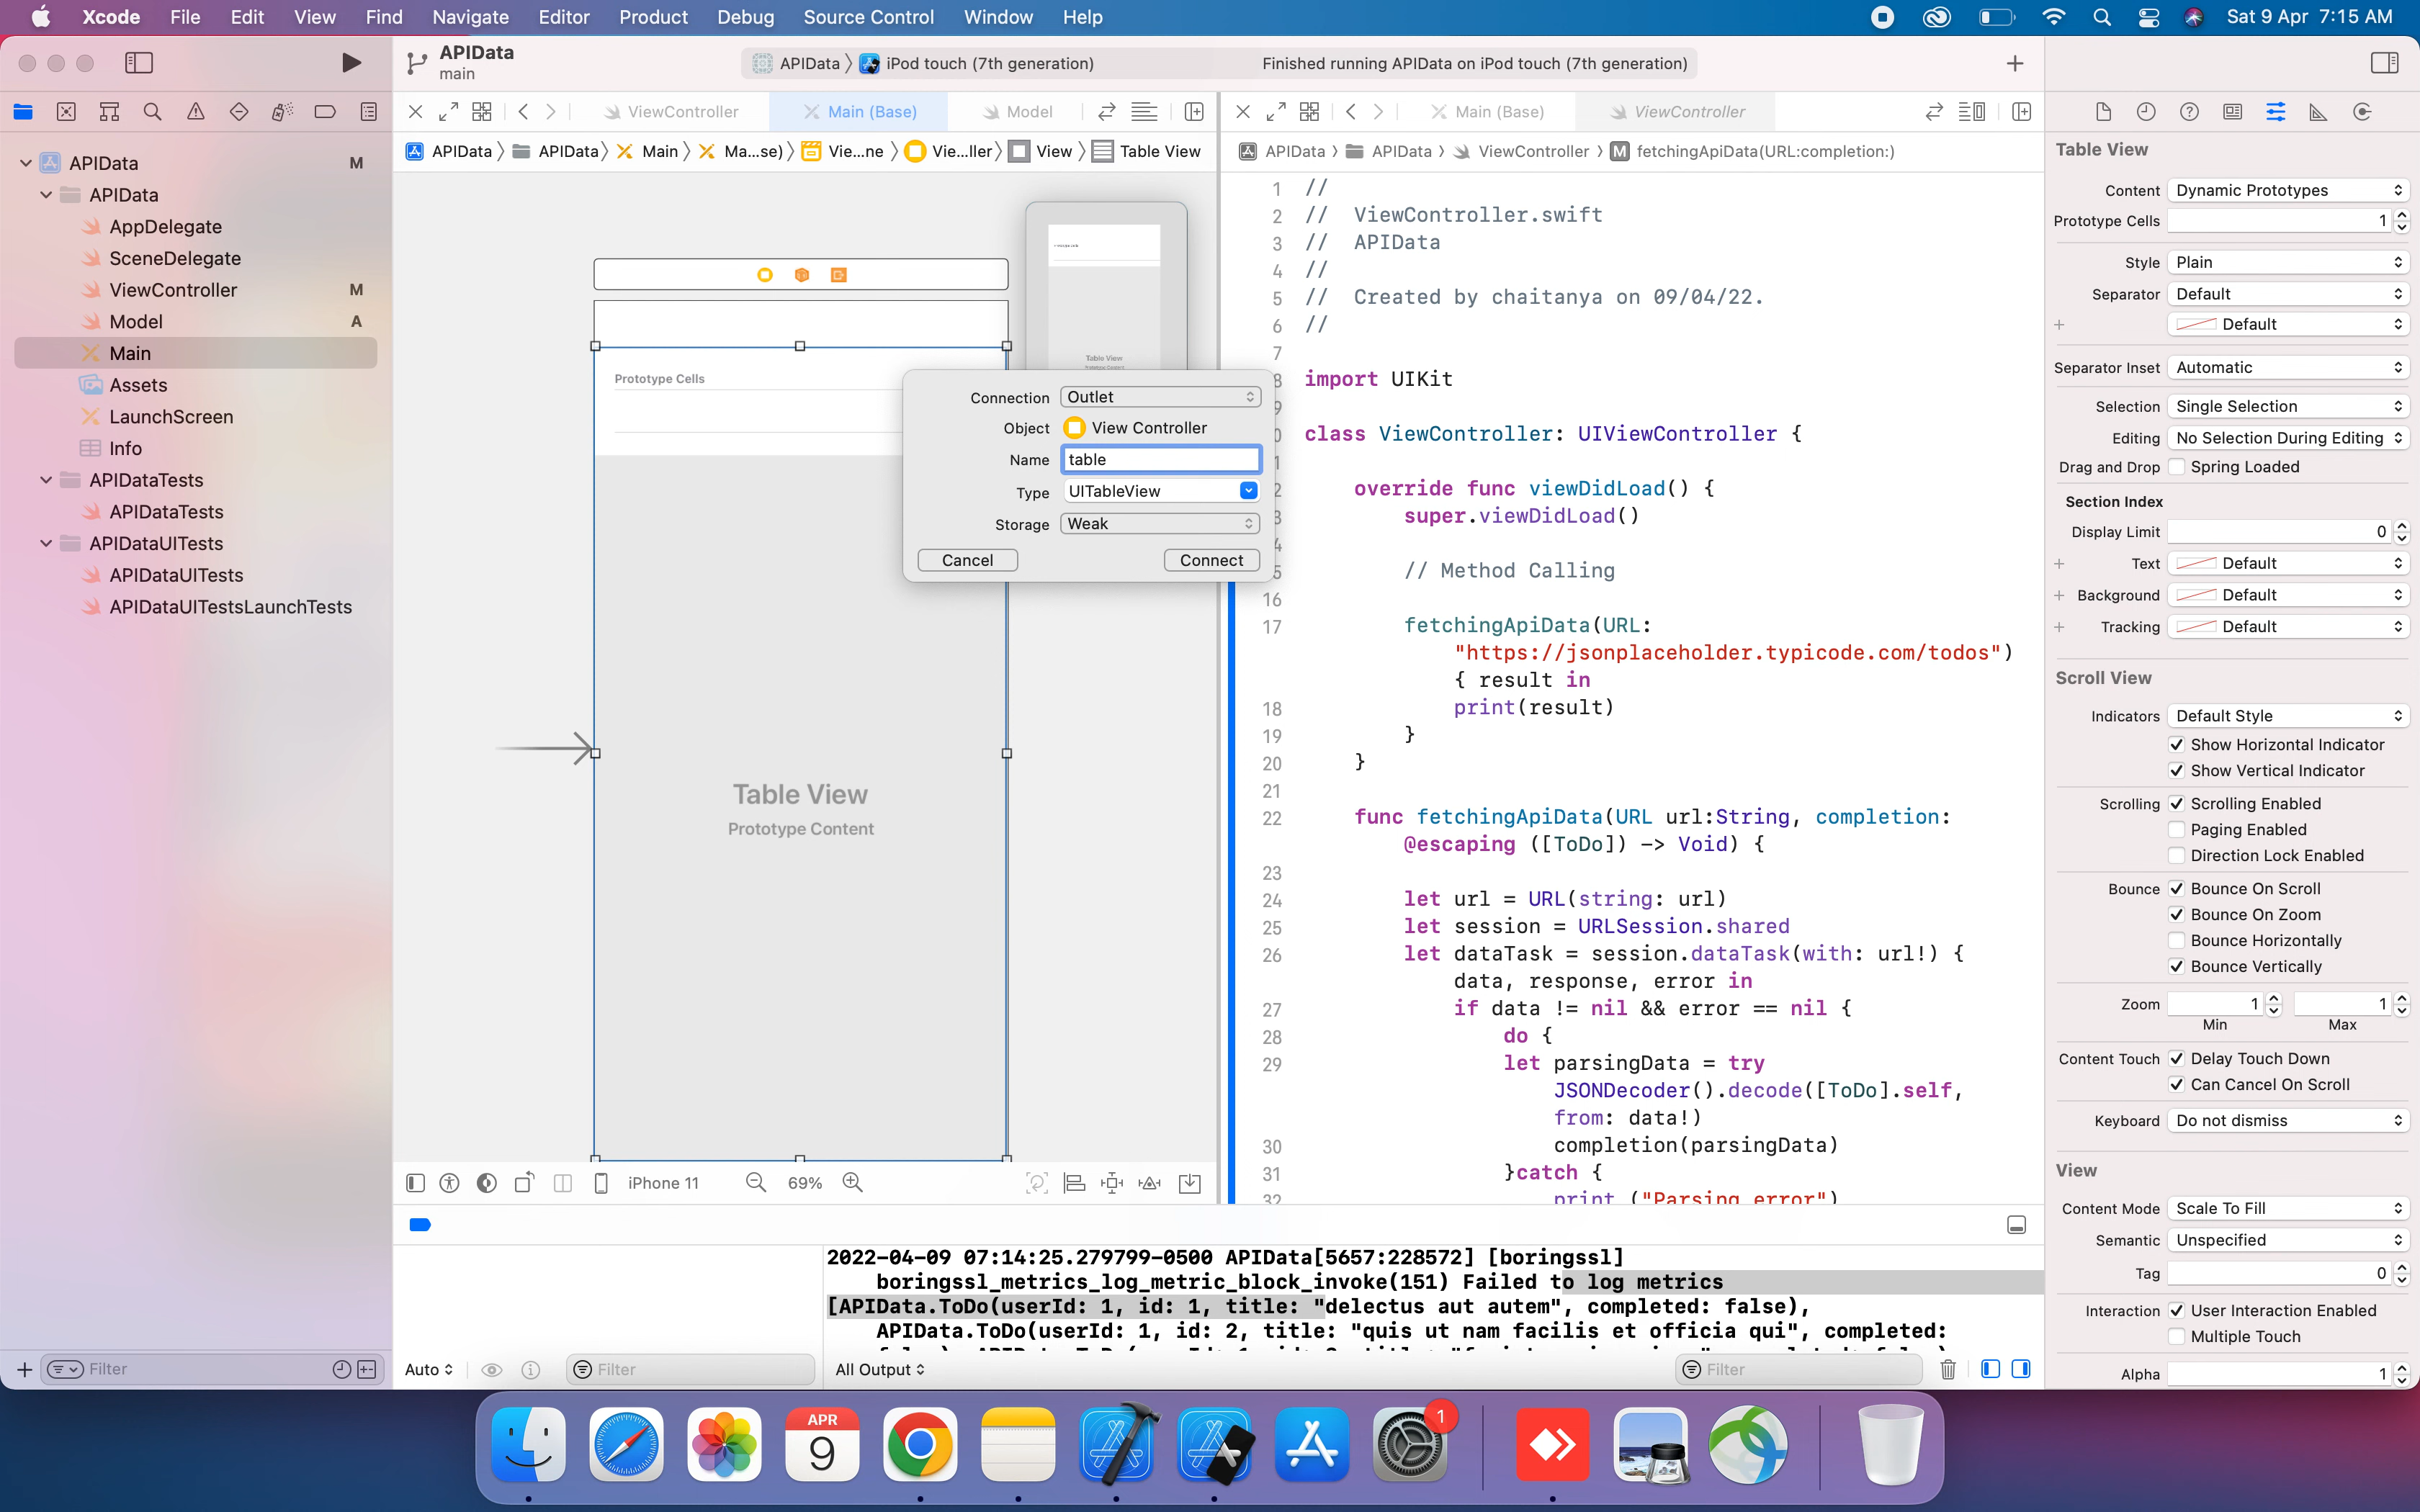 Xcode File Edit View Find Navigate Editor Product Debug Source Control Window Help Sat 9 Apr 7:15 AM
APIData
main
APIData iPod touch (7th generation) Finished running APIData on iPod touch (7th generation)
ViewController Main (Base) Model
Main (Base) ViewController
APIData APIData Main Ma...se) Vie...ne Vie...ller View Table View
APIData APIData ViewController M fetchingApiData(URL:completion:)
APIData M
APIData
AppDelegate
SceneDelegate
ViewController M
Model A
Main
Assets
LaunchScreen
Info
APIDataTests
APIDataTests
APIDataUITests
APIDataUITests
APIDataUITestsLaunchTests
Filter
Prototype Cells
Table View
Prototype Content
Table View
Connection Outlet
Object View Controller
Name table
Type UITableView
Storage Weak
Cancel Connect
iPhone 11 69%
1 //
2 // ViewController.swift
3 // APIData
4 //
5 // Created by chaitanya on 09/04/22.
6 //
7
8 import UIKit
9
0 class ViewController: UIViewController {
1
2 override func viewDidLoad() {
3 super.viewDidLoad()
4
5 // Method Calling
16
17 fetchingApiData(URL:
"https://jsonplaceholder.typicode.com/todos")
{ result in
18 print(result)
19 }
20 }
21
22 func fetchingApiData(URL url:String, completion:
@escaping ([ToDo]) -> Void) {
23
24 let url = URL(string: url)
25 let session = URLSession.shared
26 let dataTask = session.dataTask(with: url!) {
data, response, error in
27 if data != nil && error == nil {
28 do {
29 let parsingData = try
JSONDecoder().decode([ToDo].self,
from: data!)
30 completion(parsingData)
31 }catch {
32 print ("Parsing error")
2022-04-09 07:14:25.279799-0500 APIData[5657:228572] [boringssl]
boringssl_metrics_log_metric_block_invoke(151) Failed to log metrics
[APIData.ToDo(userId: 1, id: 1, title: "delectus aut autem", completed: false),
APIData.ToDo(userId: 1, id: 2, title: "quis ut nam facilis et officia qui", completed:
Auto Filter All Output Filter
Table View
Content Dynamic Prototypes
Prototype Cells 1
Style Plain
Separator Default
Default
Separator Inset Automatic
Selection Single Selection
Editing No Selection During Editing
Drag and Drop Spring Loaded
Section Index
Display Limit 0
Text Default
Background Default
Tracking Default
Scroll View
Indicators Default Style
Show Horizontal Indicator
Show Vertical Indicator
Scrolling Scrolling Enabled
Paging Enabled
Direction Lock Enabled
Bounce Bounce On Scroll
Bounce On Zoom
Bounce Horizontally
Bounce Vertically
Zoom 1 1
Min Max
Content Touch Delay Touch Down
Can Cancel On Scroll
Keyboard Do not dismiss
View
Content Mode Scale To Fill
Semantic Unspecified
Tag 0
Interaction User Interaction Enabled
Multiple Touch
Alpha 1
APR
9
1